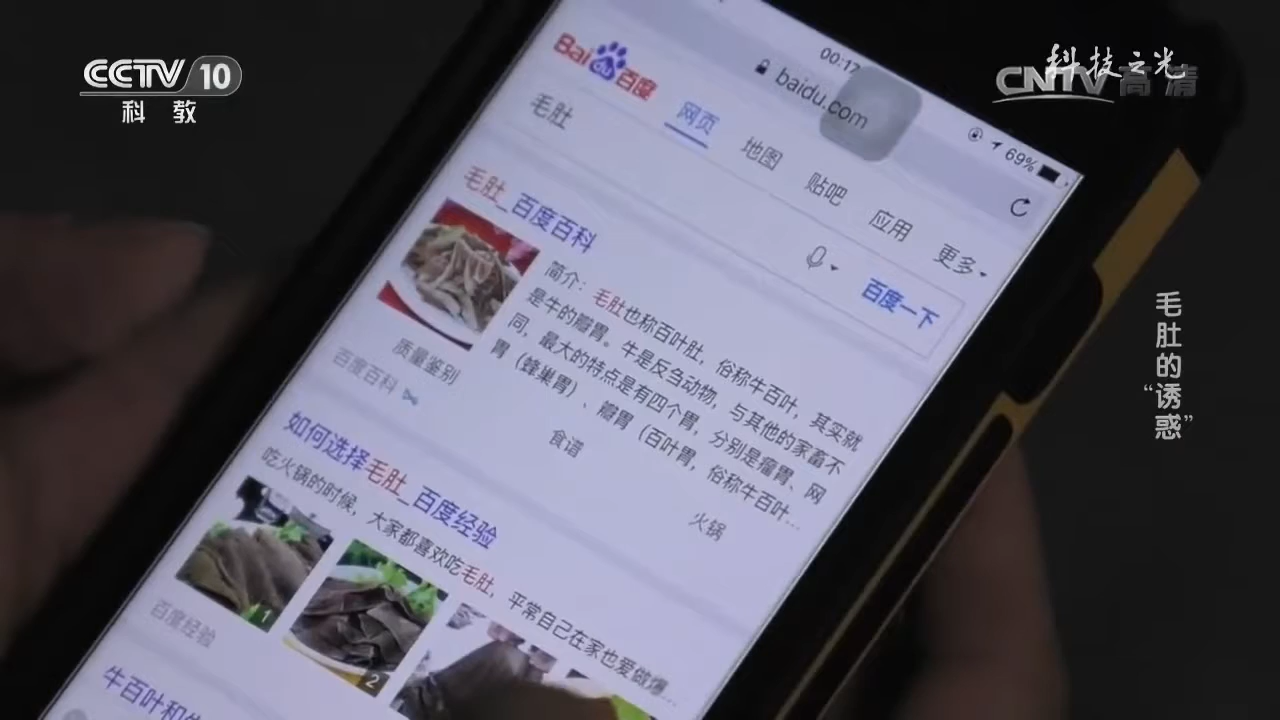 CCTV 10
科教
科技之光
CNTV 高清
00:17
69%
baidu.com
Bai du 百度
网页
地图
贴吧
应用
更多
毛肚
百度一下
毛肚_百度百科
简介：毛肚也称百叶肚，俗称牛百叶，其实就
是牛的瓣胃。牛是反刍动物，与其他的家畜不
同，最大的特点是有四个胃，分别是瘤胃、网
胃（蜂巢胃）、瓣胃（百叶胃，俗称牛百叶...
质量鉴别
食谱
火锅
百度百科
如何选择毛肚_百度经验
吃火锅的时候，大家都喜欢吃毛肚，平常自己在家也爱做爆...
1
2
百度经验
牛百叶和
毛肚的“诱惑”